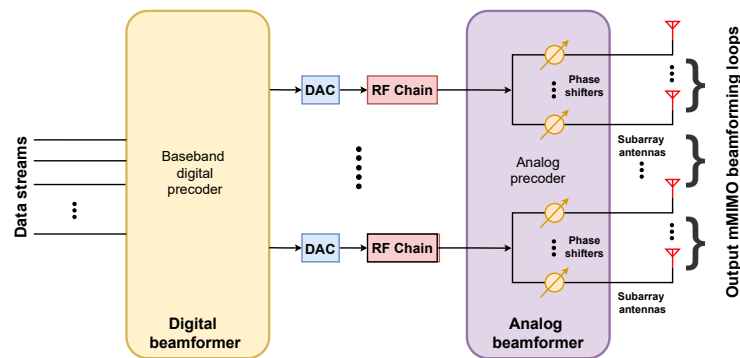 Data streams
Baseband
digital
precoder
Digital
beamformer
DAC
RF Chain
DAC
RF Chain
Phase
shifters
Analog
precoder
Phase
shifters
Analog
beamformer
Subarray
antennas
Subarray
antennas
Output mMIMO beamforming loops